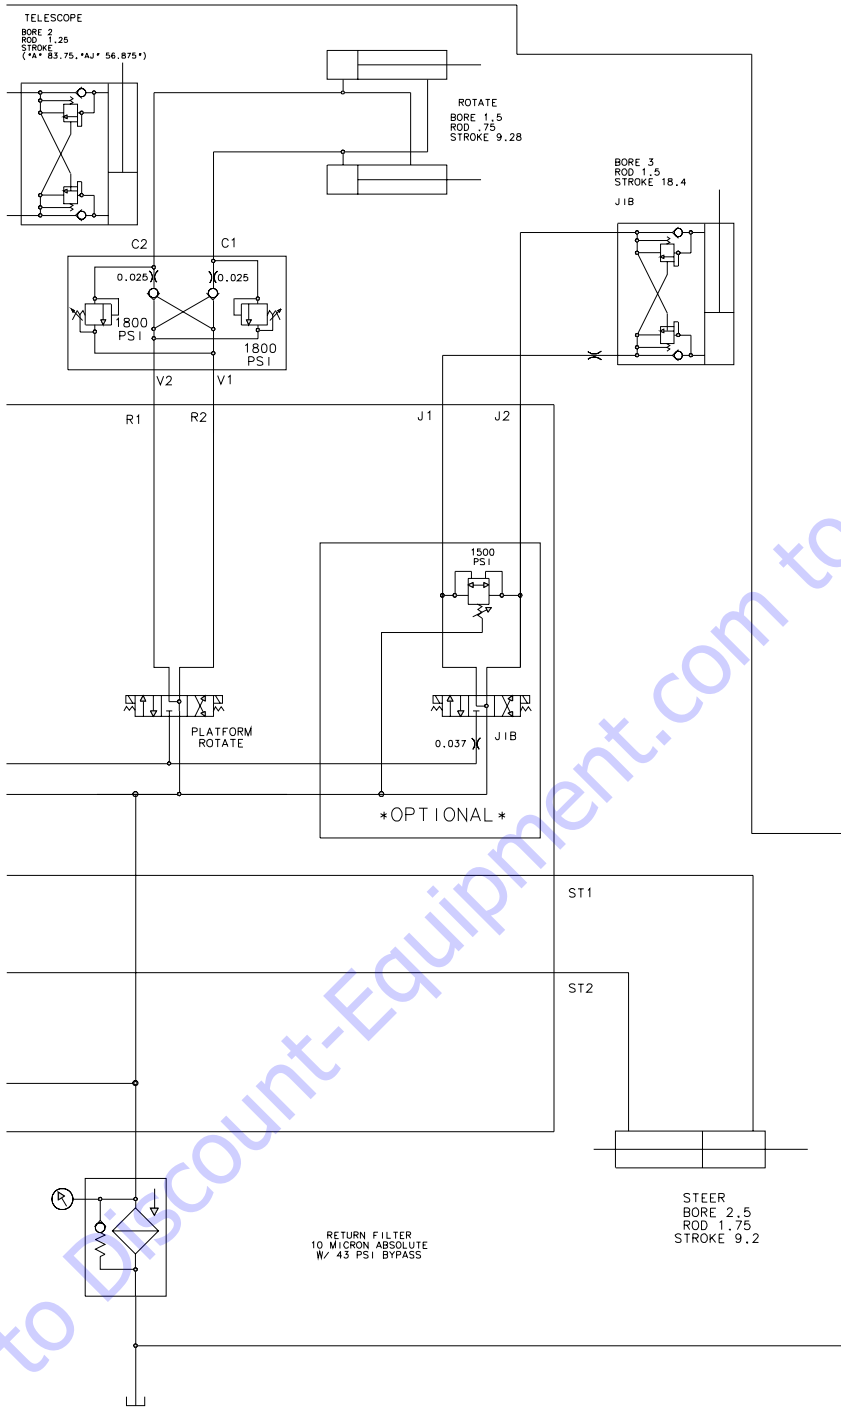 TELESCOPE
BORE 2
ROD 1.25
STROKE
("A" 83.75,"AJ" 56.875")
ROTATE
BORE 1.5
ROD .75
STROKE 9.28
BORE 3
ROD 1.5
STROKE 18.4
JIB
C2
C1
0.025
0.025
1800
PSI
1800
PSI
V2
V1
R1
R2
J1
J2
1500
PSI
PLATFORM
ROTATE
0.037
JIB
*OPTIONAL*
ST1
ST2
STEER
BORE 2.5
ROD 1.75
STROKE 9.2
RETURN FILTER
10 MICRON ABSOLUTE
W/ 43 PSI BYPASS
to Discount-Equipment.com to